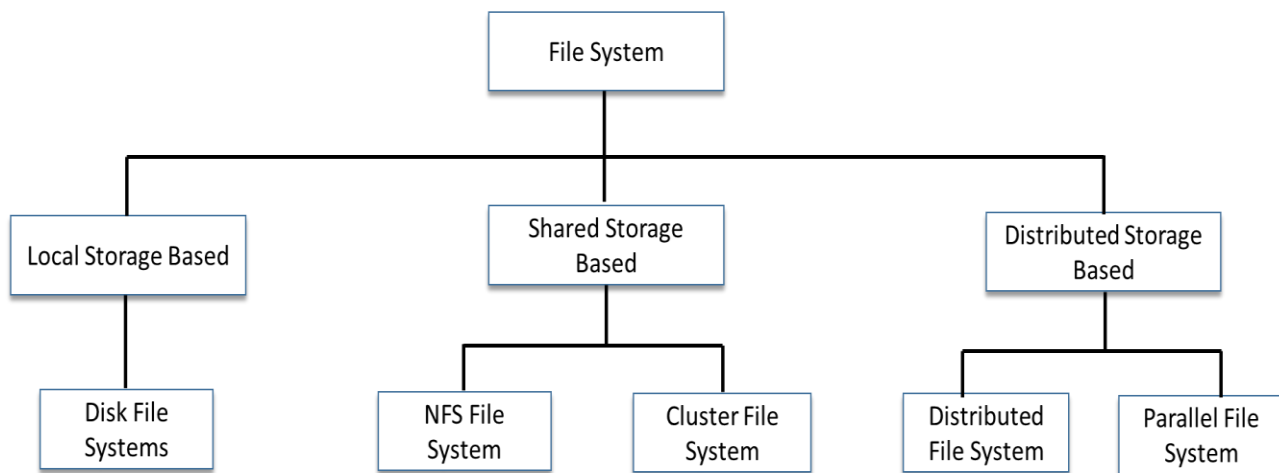 File System
Local Storage Based
Shared Storage
Based
Distributed Storage
Based
Disk File
Systems
NFS File
System
Cluster File
System
Distributed
File System
Parallel File
System